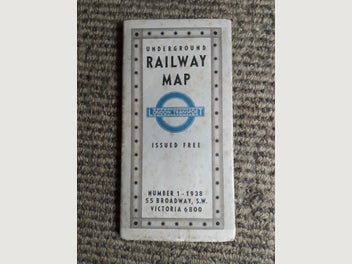 UNDERGROUND
RAILWAY
MAP
LONDON TRANSPORT
ISSUED FREE
NUMBER 1 - 1938
55 BROADWAY, S.W.
VICTORIA 6800